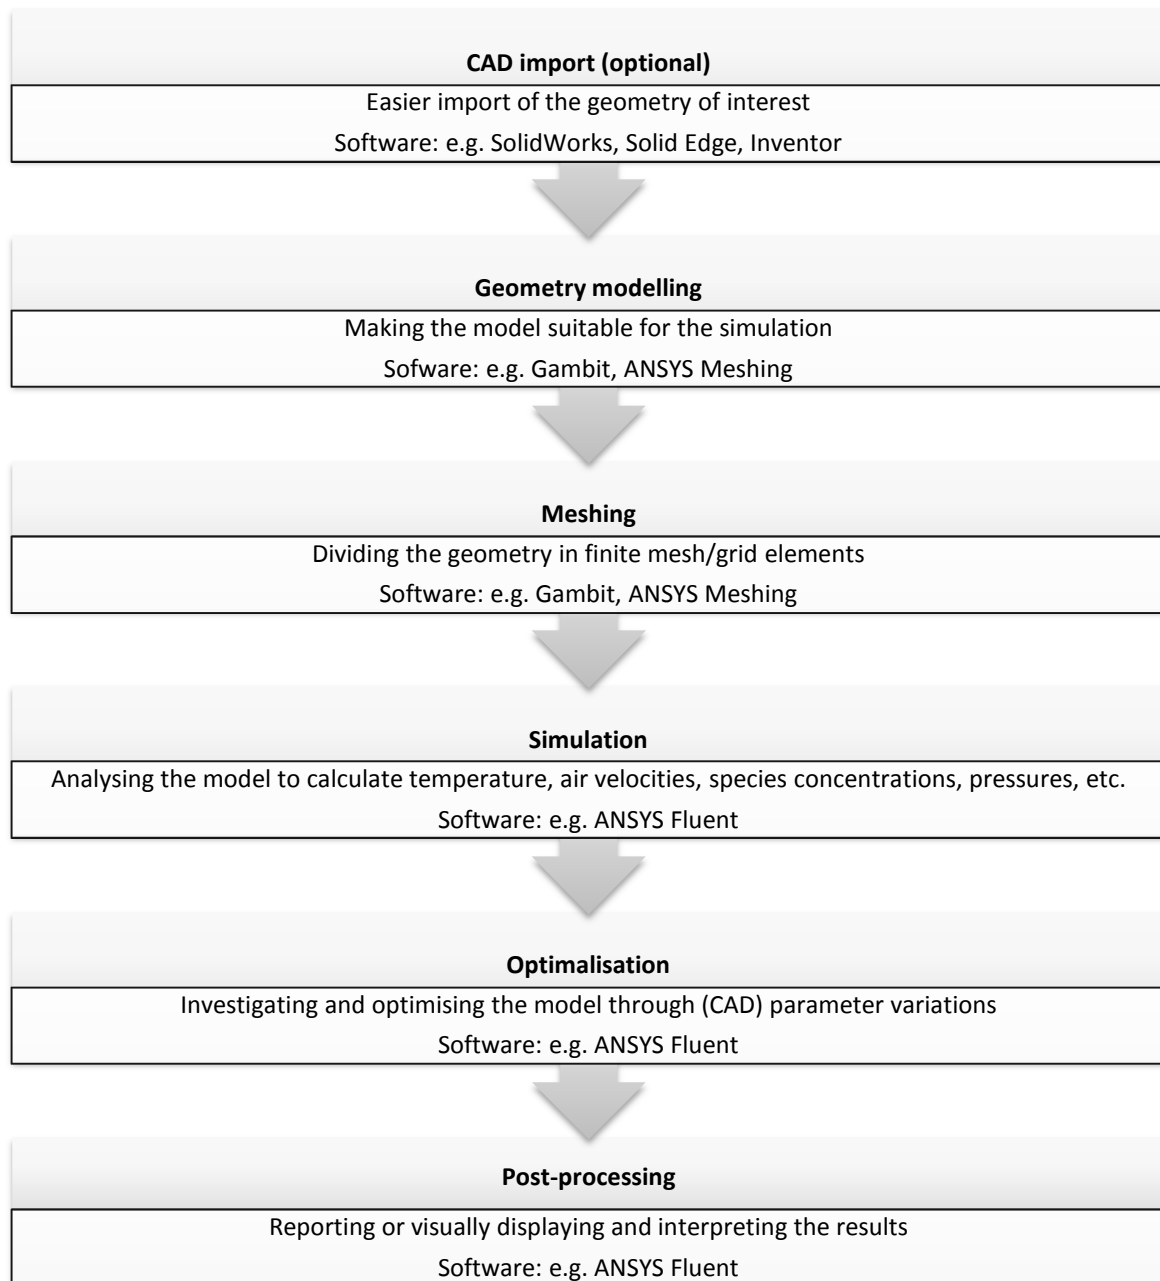 CAD import (optional)
Easier import of the geometry of interest
Software: e.g. SolidWorks, Solid Edge, Inventor
Geometry modelling
Making the model suitable for the simulation
Sofware: e.g. Gambit, ANSYS Meshing
Meshing
Dividing the geometry in finite mesh/grid elements
Software: e.g. Gambit, ANSYS Meshing
Simulation
Analysing the model to calculate temperature, air velocities, species concentrations, pressures, etc.
Software: e.g. ANSYS Fluent
Optimalisation
Investigating and optimising the model through (CAD) parameter variations
Software: e.g. ANSYS Fluent
Post-processing
Reporting or visually displaying and interpreting the results
Software: e.g. ANSYS Fluent